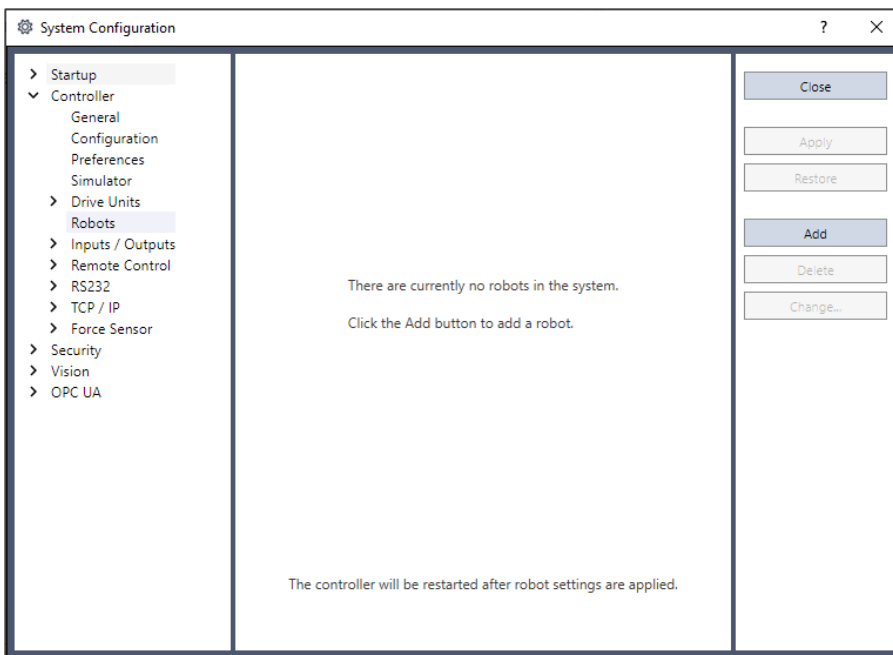 System Configuration
?
Startup
Controller
General
Configuration
Preferences
Simulator
Drive Units
Robots
Inputs / Outputs
Remote Control
RS232
TCP / IP
Force Sensor
Security
Vision
OPC UA
There are currently no robots in the system.
Click the Add button to add a robot.
The controller will be restarted after robot settings are applied.
Close
Apply
Restore
Add
Delete
Change...